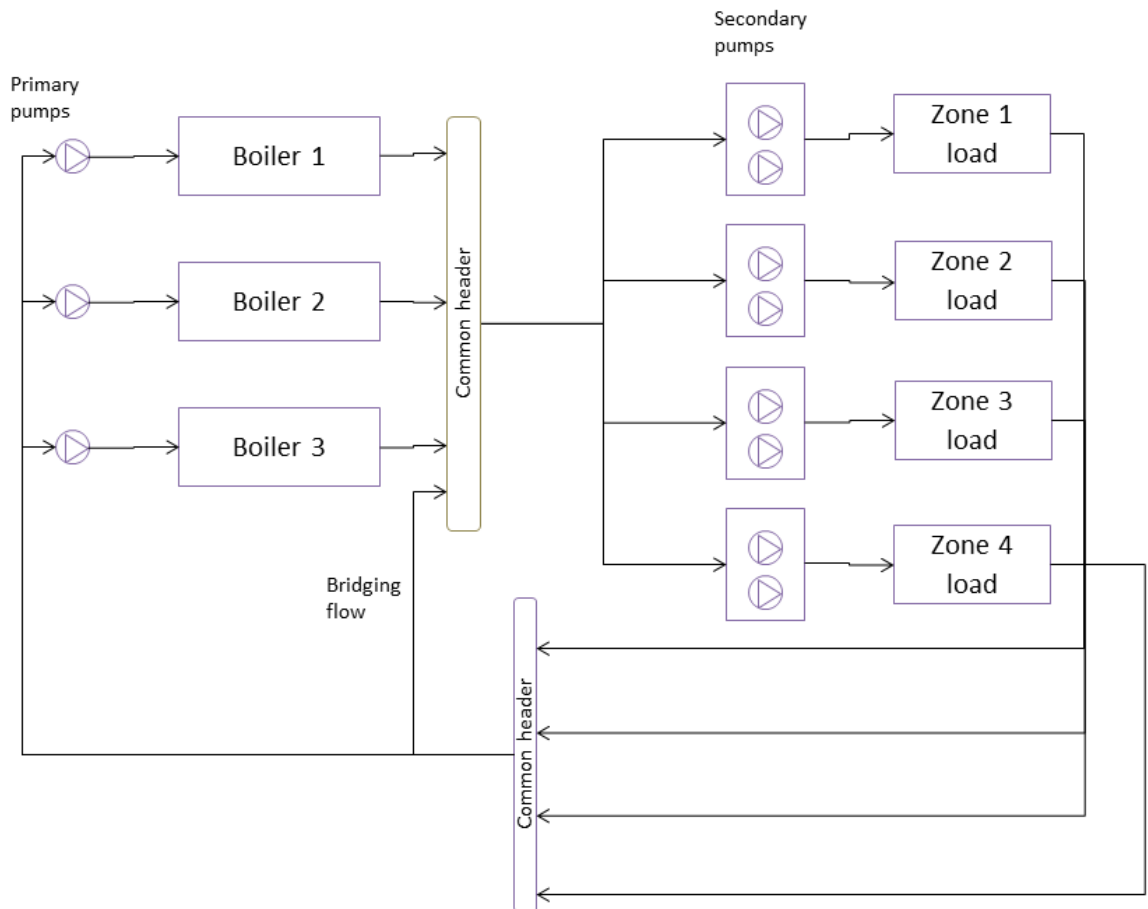 Secondary
pumps
Primary
pumps
Zone 1
load
Boiler 1
Zone 2
load
Boiler 2
Common header
Zone 3
load
Boiler 3
Zone 4
load
Bridging
flow
Common header